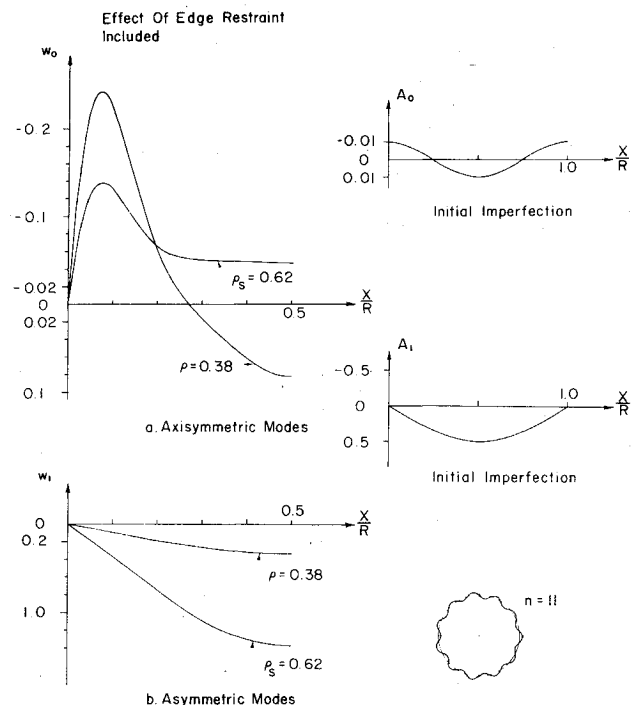 Effect Of Edge Restraint
Included
w₀
-0.2
-0.1
-0.02
0
0.02
0.1
ρₛ = 0.62
ρ = 0.38
0.5
X/R
a. Axisymmetric Modes
A₀
-0.01
0
0.01
1.0
X/R
Initial Imperfection
A₁
-0.5
0
0.5
1.0
X/R
Initial Imperfection
w₁
0
0.2
1.0
0.5
X/R
ρ = 0.38
ρₛ = 0.62
b. Asymmetric Modes
n = 11